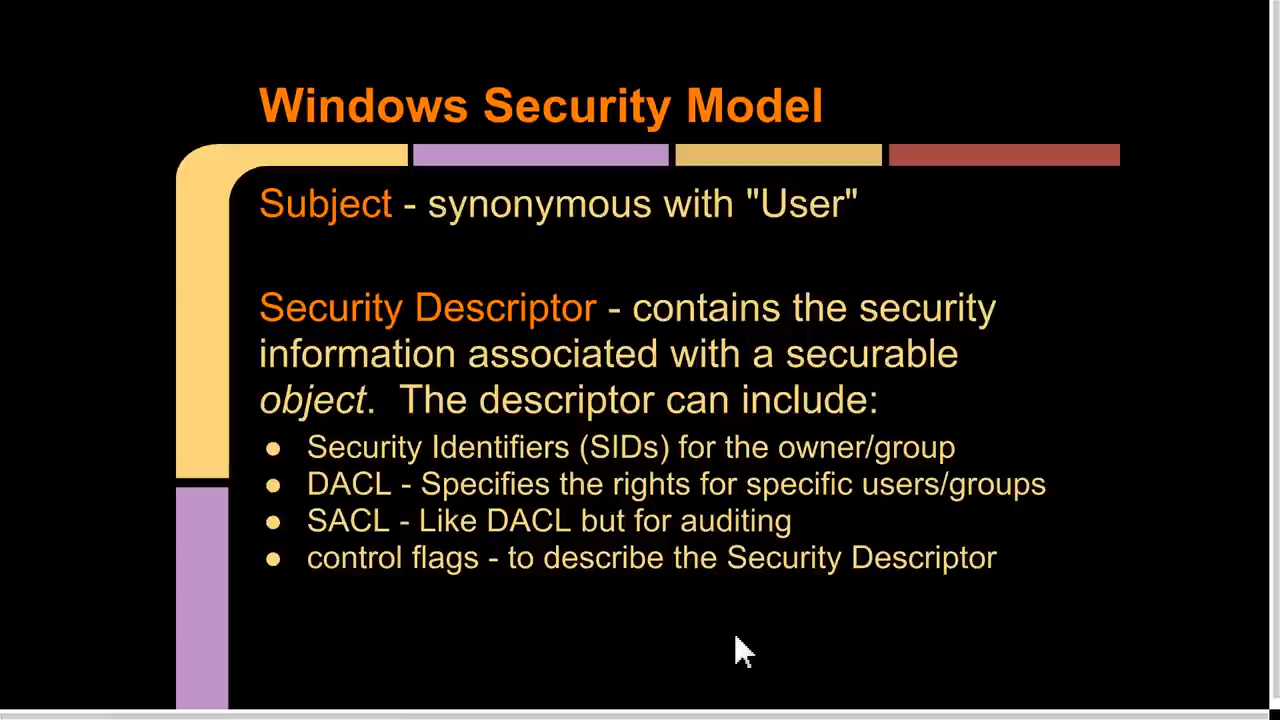 Windows Security Model
Subject - synonymous with "User"
Security Descriptor - contains the security
information associated with a securable
object.  The descriptor can include:
● Security Identifiers (SIDs) for the owner/group
● DACL - Specifies the rights for specific users/groups
● SACL - Like DACL but for auditing
● control flags - to describe the Security Descriptor